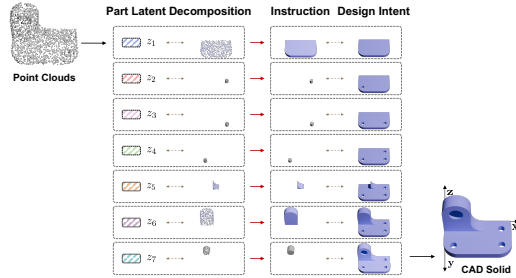 Part Latent Decomposition
Instruction
Design Intent
Point Clouds
z1
z2
z3
z4
z5
z6
z7
z
x
y
CAD Solid